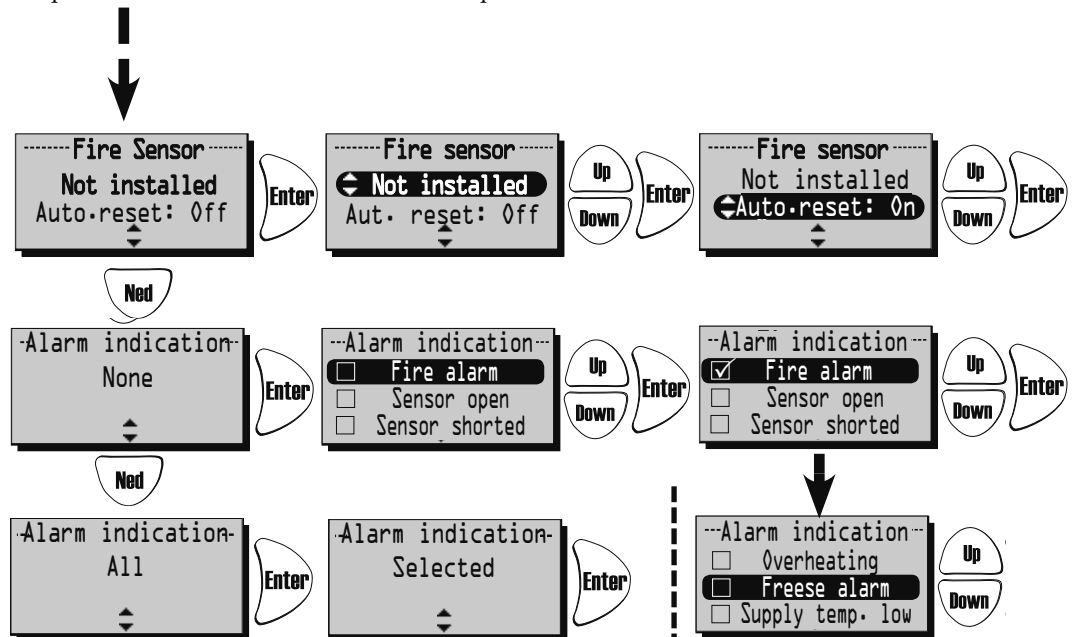 Fire Sensor
Not installed
Auto.reset: Off
Enter
Fire sensor
Not installed
Aut. reset: Off
Up
Down
Enter
Fire sensor
Not installed
Auto.reset: On
Up
Down
Enter
Ned
Alarm indication
None
Enter
Alarm indication
Fire alarm
Sensor open
Sensor shorted
Up
Down
Enter
Alarm indication
Fire alarm
Sensor open
Sensor shorted
Up
Down
Enter
Ned
Alarm indication
All
Enter
Alarm indication
Selected
Enter
Alarm indication
Overheating
Freese alarm
Supply temp. low
Up
Down